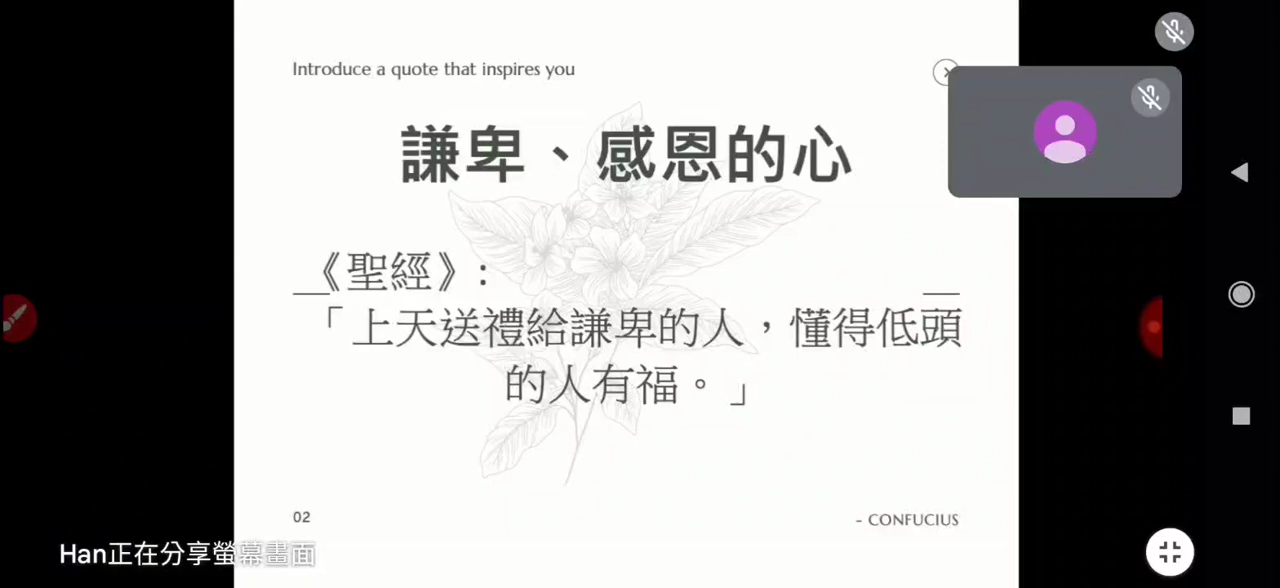 Introduce a quote that inspires you
謙卑、感恩的心
《聖經》:
「上天送禮給謙卑的人，懂得低頭
的人有福。」
02
- CONFUCIUS
Han正在分享螢幕畫面